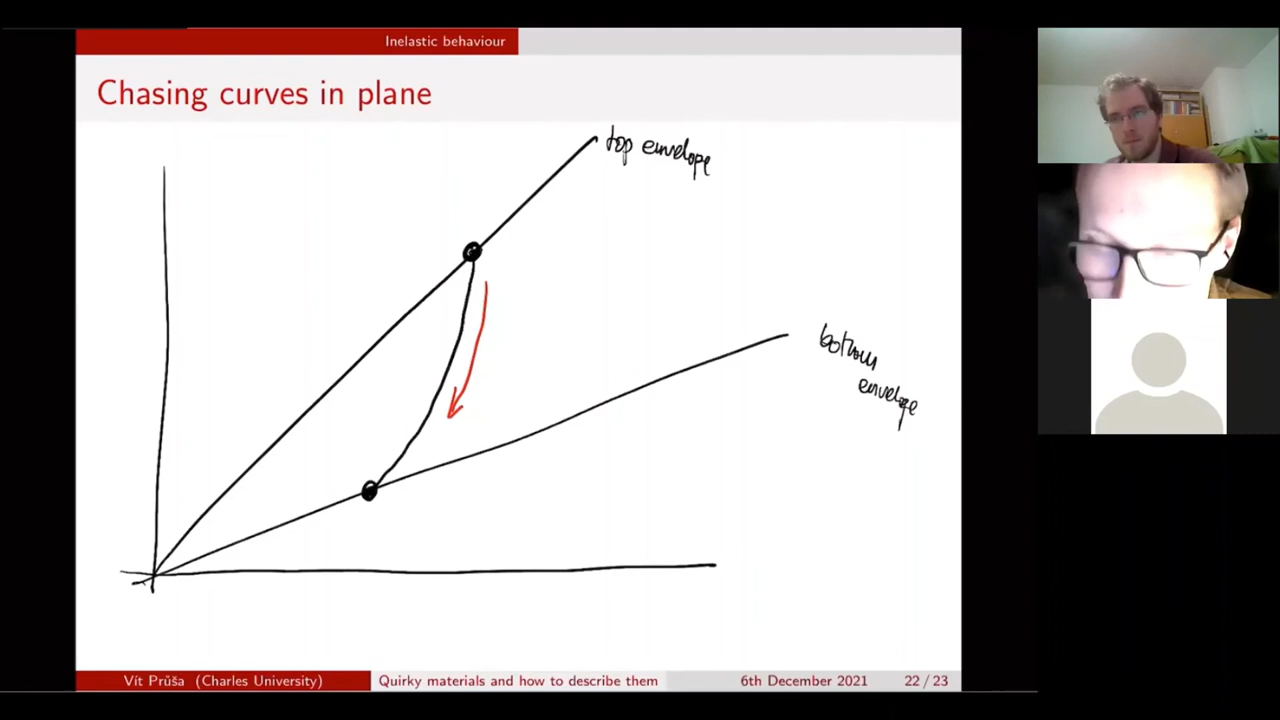 Inelastic behaviour
Chasing curves in plane
top envelope
bottom
envelope
Vít Průša (Charles University)
Quirky materials and how to describe them
6th December 2021
22 / 23